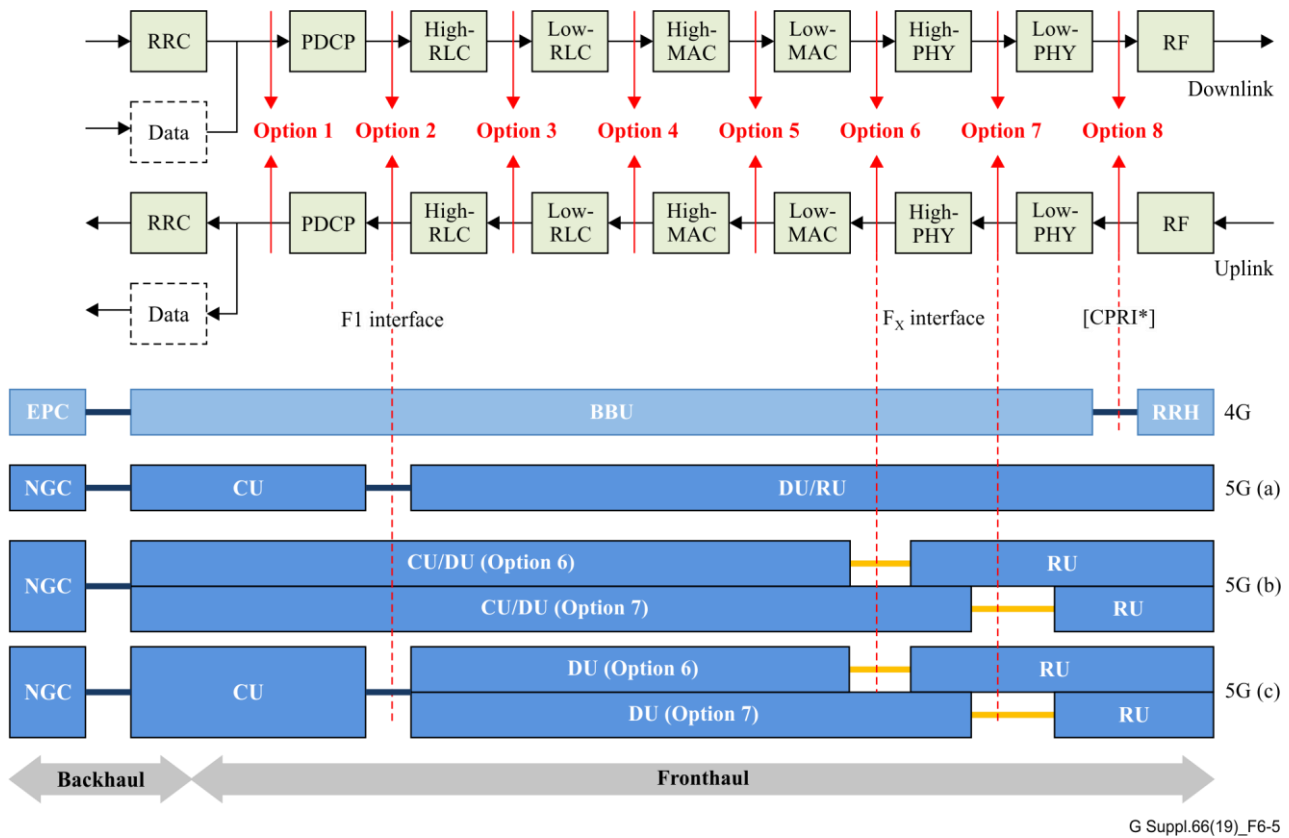 RRC
PDCP
High-
RLC
Low-
RLC
High-
MAC
Low-
MAC
High-
PHY
Low-
PHY
RF
Downlink
Data
Option 1
Option 2
Option 3
Option 4
Option 5
Option 6
Option 7
Option 8
RRC
PDCP
High-
RLC
Low-
RLC
High-
MAC
Low-
MAC
High-
PHY
Low-
PHY
RF
Uplink
Data
F1 interface
FX interface
[CPRI*]
EPC
BBU
RRH
4G
NGC
CU
DU/RU
5G (a)
NGC
CU/DU (Option 6)
RU
CU/DU (Option 7)
RU
5G (b)
NGC
CU
DU (Option 6)
RU
DU (Option 7)
RU
5G (c)
Backhaul
Fronthaul
G Suppl.66(19)_F6-5